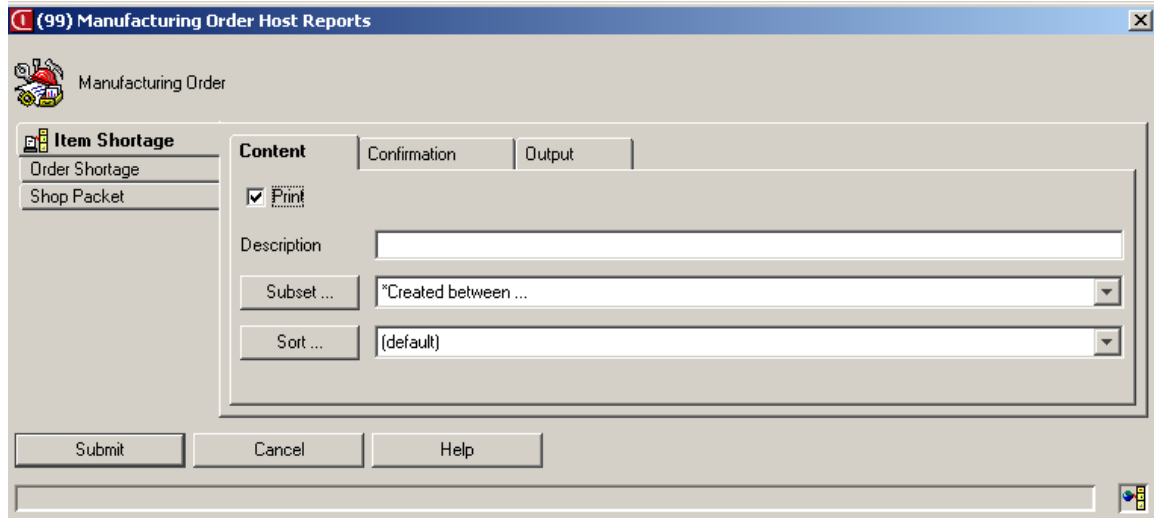 (99) Manufacturing Order Host Reports
Manufacturing Order
Item Shortage
Order Shortage
Shop Packet
Content Confirmation Output
Print
Description
Subset ... *Created between ...
Sort ... (default)
Submit Cancel Help